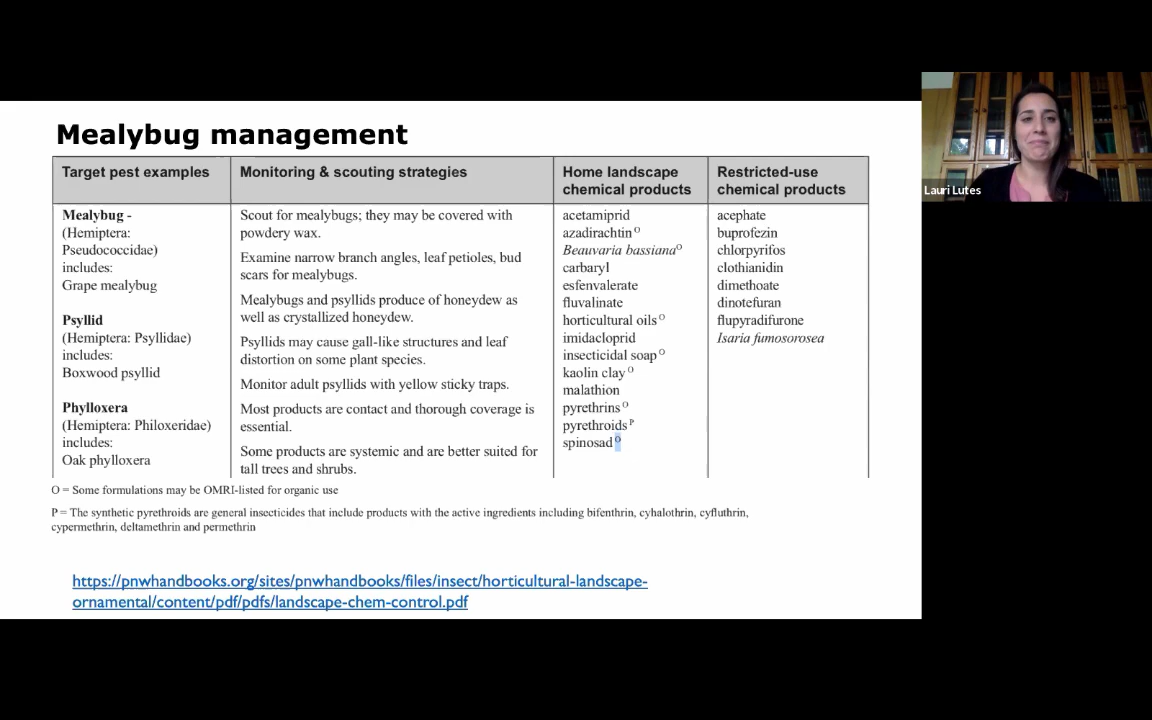 Mealybug management
Target pest examples
Monitoring & scouting strategies
Home landscape
chemical products
Restricted-use
chemical products
Mealybug -
(Hemiptera:
Pseudococcidae)
includes:
Grape mealybug
Psyllid
(Hemiptera: Psyllidae)
includes:
Boxwood psyllid
Phylloxera
(Hemiptera: Philoxeridae)
includes:
Oak phylloxera
Scout for mealybugs; they may be covered with
powdery wax.
Examine narrow branch angles, leaf petioles, bud
scars for mealybugs.
Mealybugs and psyllids produce of honeydew as
well as crystallized honeydew.
Psyllids may cause gall-like structures and leaf
distortion on some plant species.
Monitor adult psyllids with yellow sticky traps.
Most products are contact and thorough coverage is
essential.
Some products are systemic and are better suited for
tall trees and shrubs.
acetamiprid
azadirachtin O
Beauvaria bassiana O
carbaryl
esfenvalerate
fluvalinate
horticultural oils O
imidacloprid
insecticidal soap O
kaolin clay O
malathion
pyrethrins O
pyrethroids P
spinosad O
acephate
buprofezin
chlorpyrifos
clothianidin
dimethoate
dinotefuran
flupyradifurone
Isaria fumosorosea
O = Some formulations may be OMRI-listed for organic use
P = The synthetic pyrethroids are general insecticides that include products with the active ingredients including bifenthrin, cyhalothrin, cyfluthrin,
cypermethrin, deltamethrin and permethrin
https://pnwhandbooks.org/sites/pnwhandbooks/files/insect/horticultural-landscape-
ornamental/content/pdf/pdfs/landscape-chem-control.pdf
Lauri Lutes